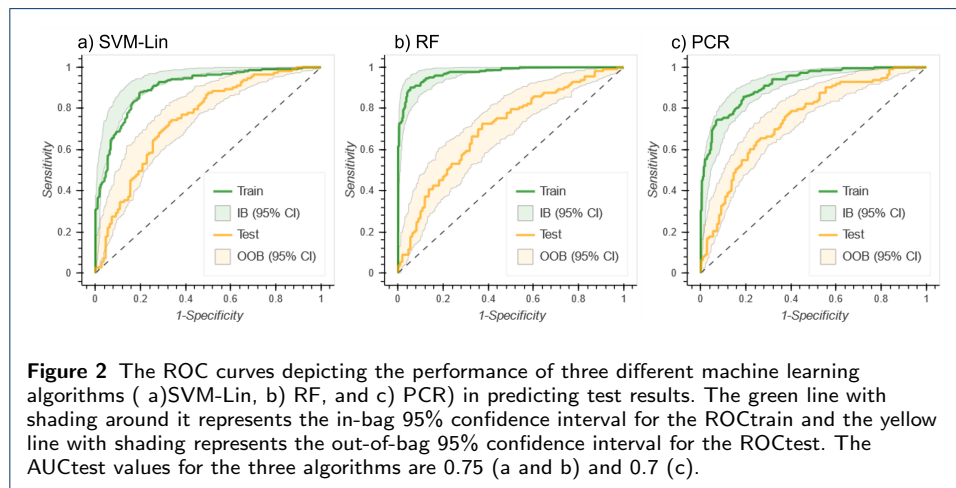 a) SVM-Lin
b) RF
c) PCR
1
0.8
0.6
0.4
0.2
0
Sensitivity
Train
IB (95% CI)
Test
OOB (95% CI)
0 0.2 0.4 0.6 0.8 1
1-Specificity
1
0.8
0.6
0.4
0.2
0
Sensitivity
Train
IB (95% CI)
Test
OOB (95% CI)
0 0.2 0.4 0.6 0.8 1
1-Specificity
1
0.8
0.6
0.4
0.2
0
Sensitivity
Train
IB (95% CI)
Test
OOB (95% CI)
0 0.2 0.4 0.6 0.8 1
1-Specificity
Figure 2 The ROC curves depicting the performance of three different machine learning
algorithms ( a)SVM-Lin, b) RF, and c) PCR) in predicting test results. The green line with
shading around it represents the in-bag 95% confidence interval for the ROCtrain and the yellow
line with shading represents the out-of-bag 95% confidence interval for the ROCtest. The
AUCtest values for the three algorithms are 0.75 (a and b) and 0.7 (c).